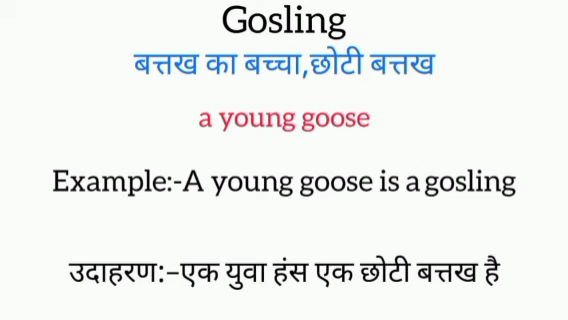 Gosling
बत्तख का बच्चा,छोटी बत्तख
a young goose
Example:-A young goose is a gosling
उदाहरण:–एक युवा हंस एक छोटी बत्तख है